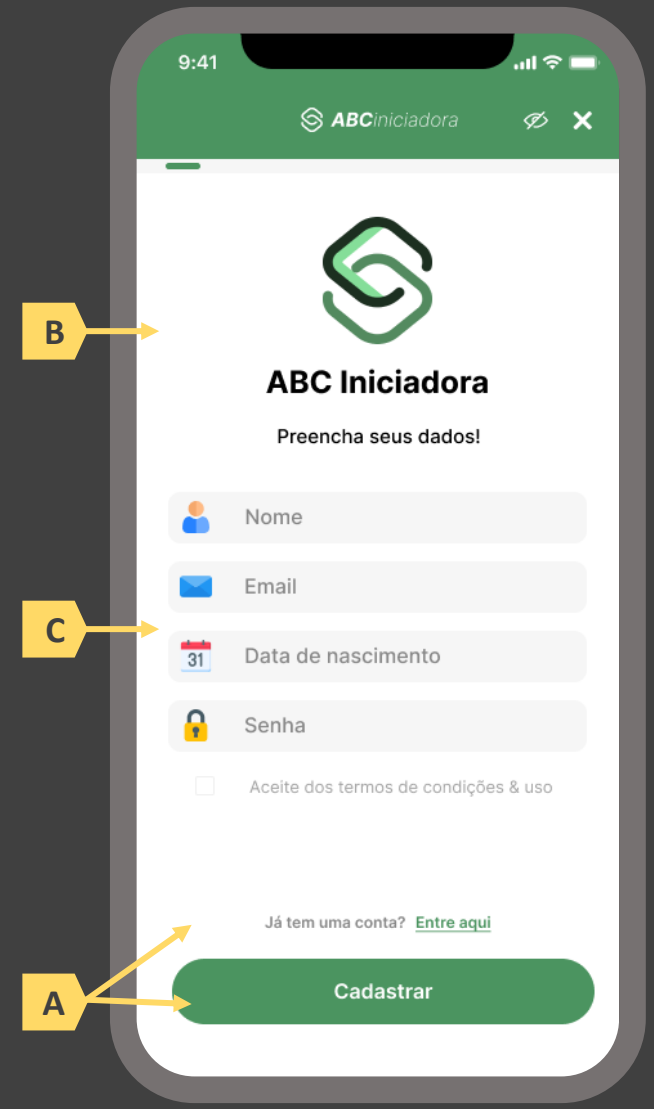 9:41
ABCiniciadora
ABC Iniciadora
B
Preencha seus dados!
Nome
Email
C
31
Data de nascimento
Senha
Aceite dos termos de condições & uso
Já tem uma conta? Entre aqui
A
Cadastrar